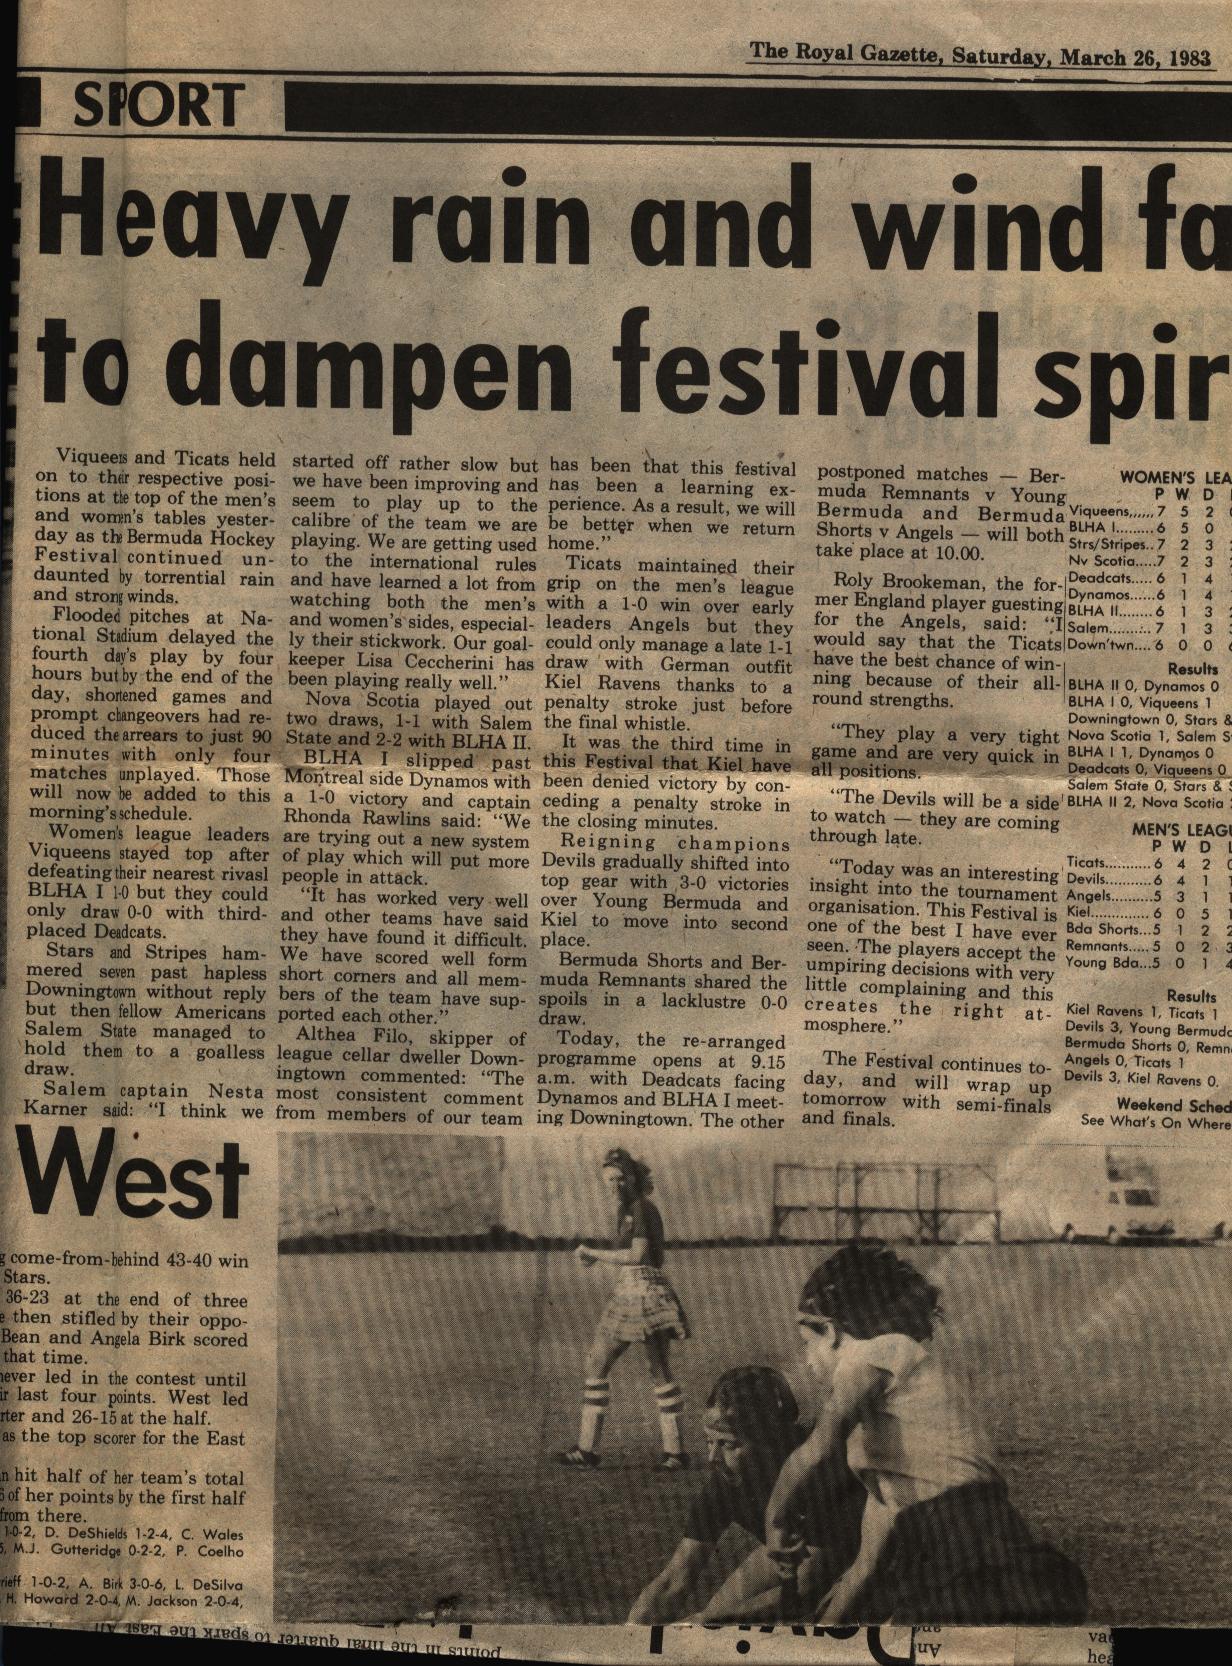 The Royal Gazette, Saturday, March 26, 1983
SPORT
Heavy rain and wind fa
to dampen festival spir
Viqueens and Ticats held
on to their respective posi-
tions at the top of the men's
and women's tables yester-
day as the Bermuda Hockey
Festival continued un-
daunted by torrential rain
and strong winds.
Flooded pitches at Na-
tional Stadium delayed the
fourth day's play by four
hours but by the end of the
day, shortened games and
prompt changeovers had re-
duced the arrears to just 90
minutes with only four
matches unplayed. Those
will now be added to this
morning's schedule.
Women's league leaders
Viqueens stayed top after
defeating their nearest rivasl
BLHA I 1-0 but they could
only draw 0-0 with third-
placed Deadcats.
Stars and Stripes ham-
mered seven past hapless
Downingtown without reply
but then fellow Americans
Salem State managed to
hold them to a goalless
draw.
Salem captain Nesta
Karner said: "I think we
started off rather slow but
we have been improving and
seem to play up to the
calibre of the team we are
playing. We are getting used
to the international rules
and have learned a lot from
watching both the men's
and women's sides, especial-
ly their stickwork. Our goal-
keeper Lisa Ceccherini has
been playing really well."
Nova Scotia played out
two draws, 1-1 with Salem
State and 2-2 with BLHA II.
BLHA I slipped past
Montreal side Dynamos with
a 1-0 victory and captain
Rhonda Rawlins said: "We
are trying out a new system
of play which will put more
people in attack.
"It has worked very well
and other teams have said
they have found it difficult.
We have scored well form
short corners and all mem-
bers of the team have sup-
ported each other."
Althea Filo, skipper of
league cellar dweller Down-
ingtown commented: "The
most consistent comment
from members of our team
has been that this festival
has been a learning ex-
perience. As a result, we will
be better when we return
home."
Ticats maintained their
grip on the men's league
with a 1-0 win over early
leaders Angels but they
could only manage a late 1-1
draw with German outfit
Kiel Ravens thanks to a
penalty stroke just before
the final whistle.
It was the third time in
this Festival that Kiel have
been denied victory by con-
ceding a penalty stroke in
the closing minutes.
Reigning champions
Devils gradually shifted into
top gear with 3-0 victories
over Young Bermuda and
Kiel to move into second
place.
Bermuda Shorts and Ber-
muda Remnants shared the
spoils in a lacklustre 0-0
draw.
Today, the re-arranged
programme opens at 9.15
a.m. with Deadcats facing
Dynamos and BLHA I meet-
ing Downingtown. The other
postponed matches — Ber-
muda Remnants v Young
Bermuda and Bermuda
Shorts v Angels — will both
take place at 10.00.
Roly Brookeman, the for-
mer England player guesting
for the Angels, said: "I
would say that the Ticats
have the best chance of win-
ning because of their all-
round strengths.
"They play a very tight
game and are very quick in
all positions.
"The Devils will be a side
to watch — they are coming
through late.
"Today was an interesting
insight into the tournament
organisation. This Festival is
one of the best I have ever
seen. The players accept the
umpiring decisions with very
little complaining and this
creates the right at-
mosphere."
The Festival continues to-
day, and will wrap up
tomorrow with semi-finals
and finals.
WOMEN'S LEA
P W D
Viqueens,,,,,, 7 5 2
BLHA I......... 6 5 0
Strs/Stripes.. 7 2 3
Nv Scotia..... 7 2 3
Deadcats..... 6 1 4
Dynamos...... 6 1 4
BLHA II........ 6 1 3
Salem.......... 7 1 3
Down'twn.... 6 0 0
Results
BLHA II 0, Dynamos 0
BLHA I 0, Viqueens 1
Downingtown 0, Stars &
Nova Scotia 1, Salem S
BLHA I 1, Dynamos 0
Deadcats 0, Viqueens 0
Salem State 0, Stars &
BLHA II 2, Nova Scotia
MEN'S LEAGU
P W D
Ticats........... 6 4 2
Devils........... 6 4 1
Angels.......... 5 3 1
Kiel.............. 6 0 5
Bda Shorts... 5 1 2
Remnants..... 5 0 2
Young Bda... 5 0 1
Results
Kiel Ravens 1, Ticats 1
Devils 3, Young Bermud
Bermuda Shorts 0, Remn
Angels 0, Ticats 1
Devils 3, Kiel Ravens 0.
Weekend Sched
See What's On Where
West
g come-from-behind 43-40 win
Stars.
36-23 at the end of three
e then stifled by their oppo-
Bean and Angela Birk scored
that time.
never led in the contest until
ir last four points. West led
rter and 26-15 at the half.
as the top scorer for the East
n hit half of her team's total
of her points by the first half
from there.
1-0-2, D. DeShields 1-2-4, C. Wales
M.J. Gutteridge 0-2-2, P. Coelho
rieff 1-0-2, A. Birk 3-0-6, L. DeSilva
H. Howard 2-0-4, M. Jackson 2-0-4,
points in the final quarter to spark the East All